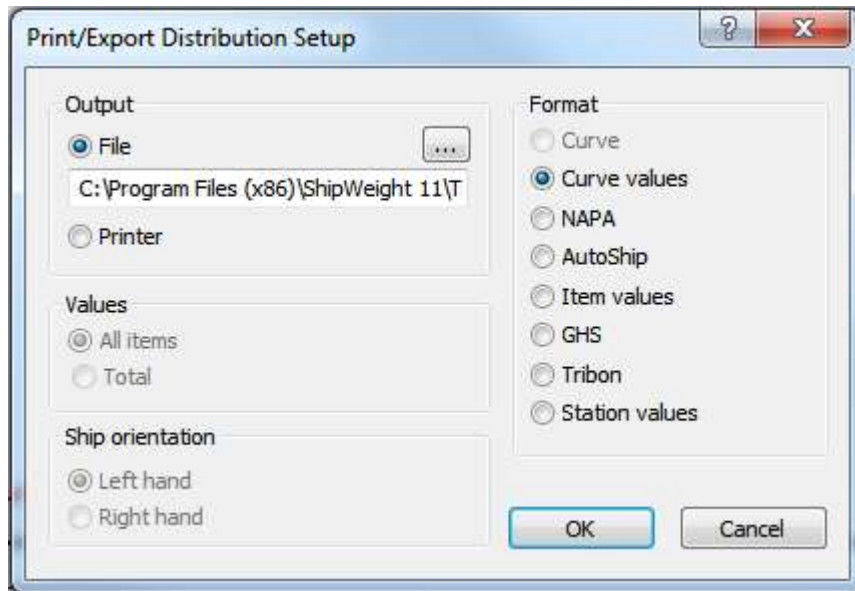 Print/Export Distribution Setup
Output
File
...
C:\Program Files (x86)\ShipWeight 11\T
Printer
Values
All items
Total
Ship orientation
Left hand
Right hand
Format
Curve
Curve values
NAPA
AutoShip
Item values
GHS
Tribon
Station values
OK
Cancel